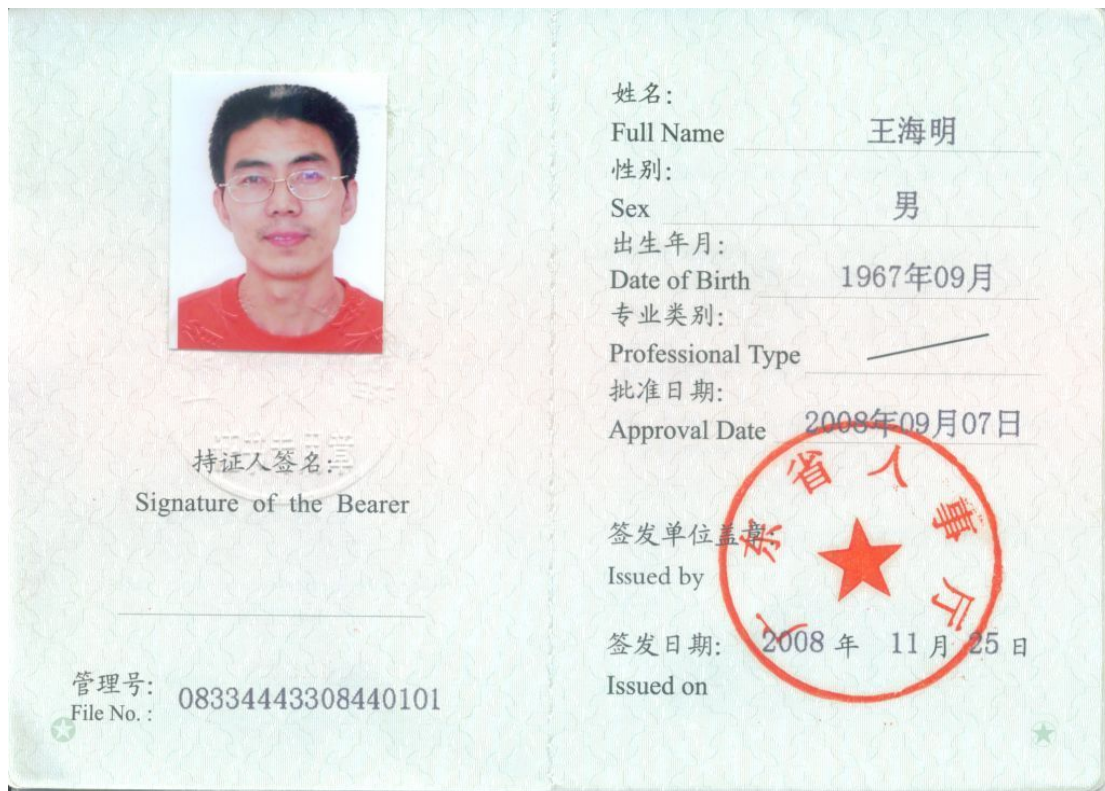 持证人签名:
Signature of the Bearer
管理号:
File No. :
08334443308440101
姓名:
Full Name 王海明
性别:
Sex 男
出生年月:
Date of Birth 1967年09月
专业类别:
Professional Type
批准日期:
Approval Date 2008年09月07日
签发单位盖章:
Issued by
广东省人事厅
签发日期: 2008 年 11 月 25 日
Issued on